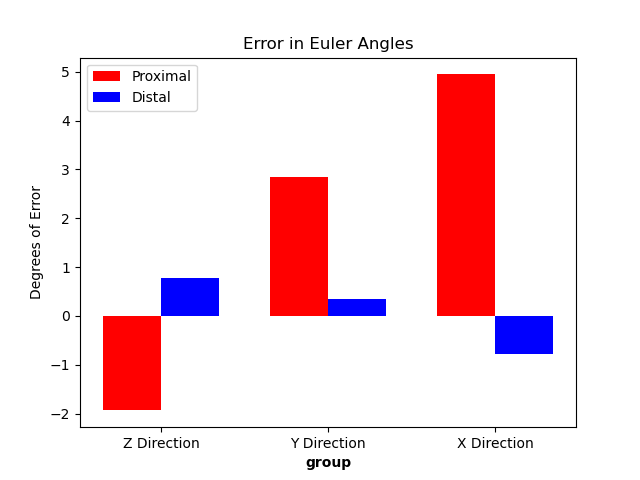 Error in Euler Angles
Proximal
Distal
Degrees of Error
5
4
3
2
1
0
−1
−2
Z Direction
Y Direction
X Direction
group